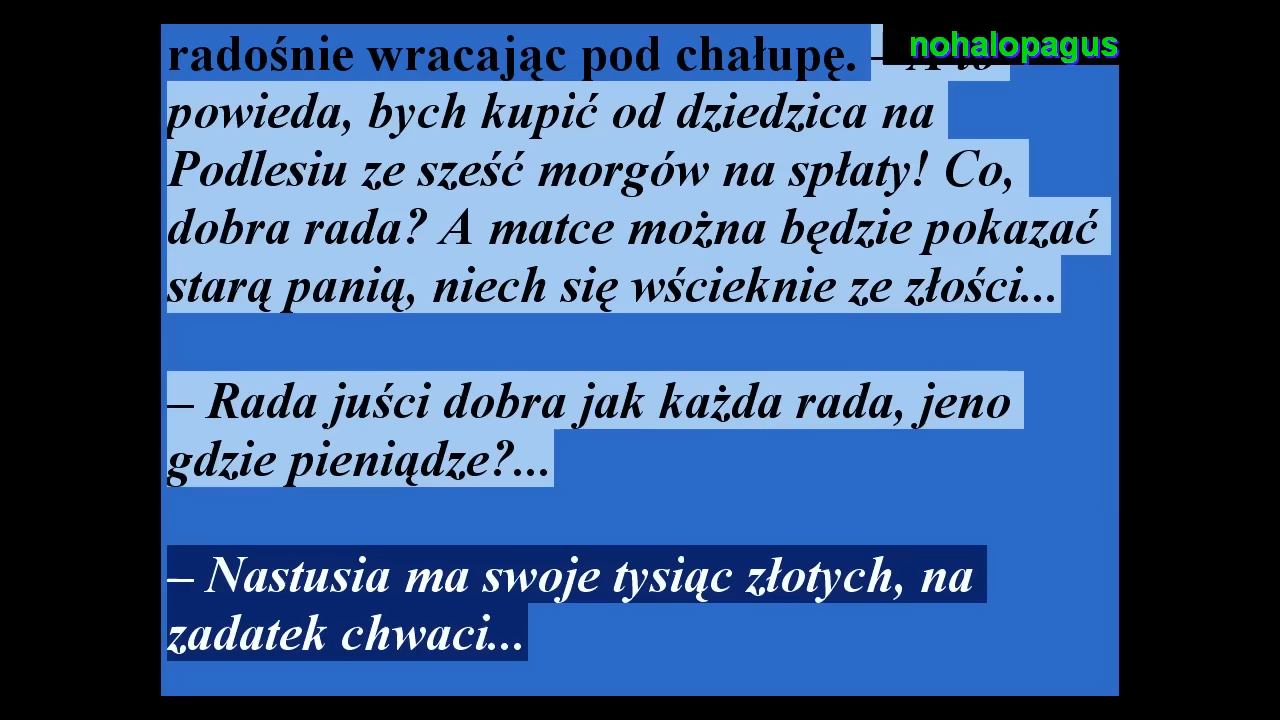 radośnie wracając pod chałupę. – A to
nohalopagus
powieda, bych kupić od dziedzica na
Podlesiu ze sześć morgów na spłaty! Co,
dobra rada? A matce można będzie pokazać
starą panią, niech się wścieknie ze złości...
– Rada juści dobra jak każda rada, jeno
gdzie pieniądze?...
– Nastusia ma swoje tysiąc złotych, na
zadatek chwaci...